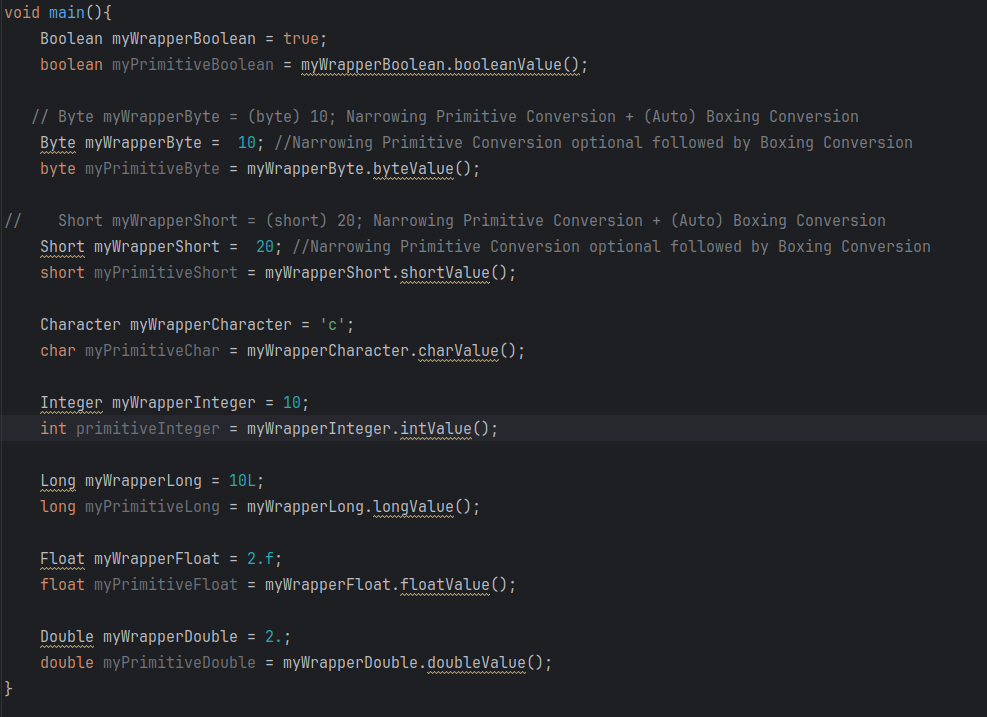 void main(){
    Boolean myWrapperBoolean = true;
    boolean myPrimitiveBoolean = myWrapperBoolean.booleanValue();

   // Byte myWrapperByte = (byte) 10; Narrowing Primitive Conversion + (Auto) Boxing Conversion
    Byte myWrapperByte =  10; //Narrowing Primitive Conversion optional followed by Boxing Conversion
    byte myPrimitiveByte = myWrapperByte.byteValue();

//    Short myWrapperShort = (short) 20; Narrowing Primitive Conversion + (Auto) Boxing Conversion
    Short myWrapperShort =  20; //Narrowing Primitive Conversion optional followed by Boxing Conversion
    short myPrimitiveShort = myWrapperShort.shortValue();

    Character myWrapperCharacter = 'c';
    char myPrimitiveChar = myWrapperCharacter.charValue();

    Integer myWrapperInteger = 10;
    int primitiveInteger = myWrapperInteger.intValue();

    Long myWrapperLong = 10L;
    long myPrimitiveLong = myWrapperLong.longValue();

    Float myWrapperFloat = 2.f;
    float myPrimitiveFloat = myWrapperFloat.floatValue();

    Double myWrapperDouble = 2.;
    double myPrimitiveDouble = myWrapperDouble.doubleValue();
}